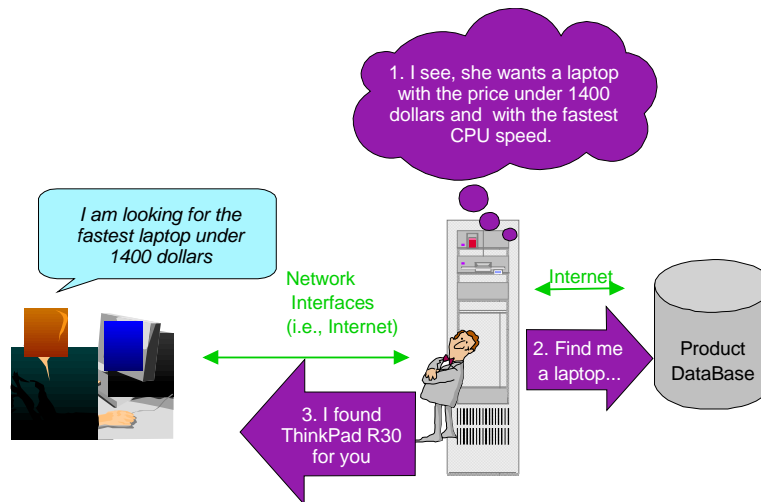 1. I see, she wants a laptop
with the price under 1400
dollars and with the fastest
CPU speed.
I am looking for the
fastest laptop under
1400 dollars
Network
Interfaces
(i.e., Internet)
Internet
2. Find me
a laptop...
Product
DataBase
3. I found
ThinkPad R30
for you